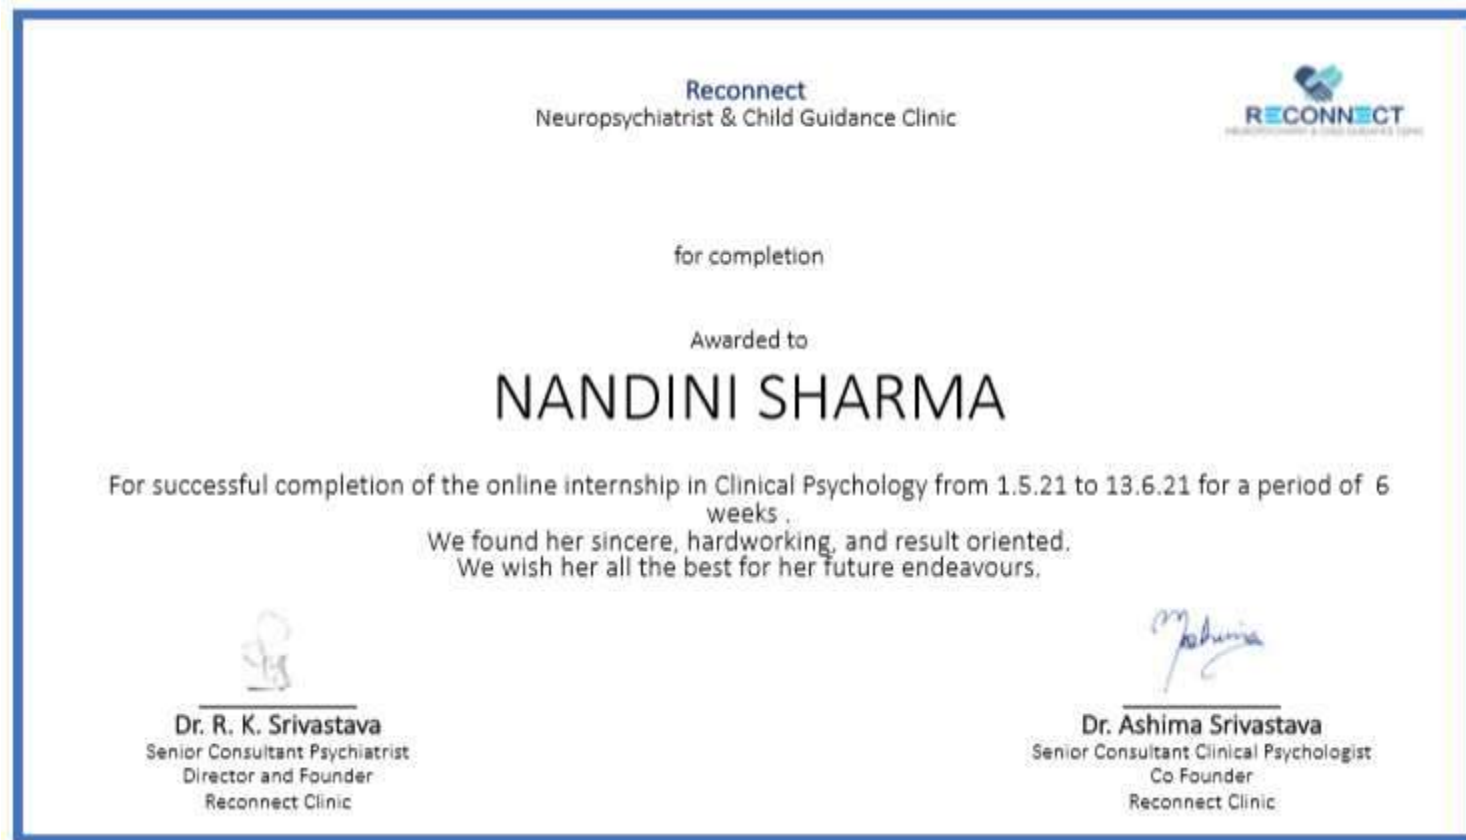 Reconnect
Neuropsychiatrist & Child Guidance Clinic
RECONNECT
for completion
Awarded to
NANDINI SHARMA
For successful completion of the online internship in Clinical Psychology from 1.5.21 to 13.6.21 for a period of 6
weeks .
We found her sincere, hardworking, and result oriented.
We wish her all the best for her future endeavours.
Dr. R. K. Srivastava
Senior Consultant Psychiatrist
Director and Founder
Reconnect Clinic
Dr. Ashima Srivastava
Senior Consultant Clinical Psychologist
Co Founder
Reconnect Clinic